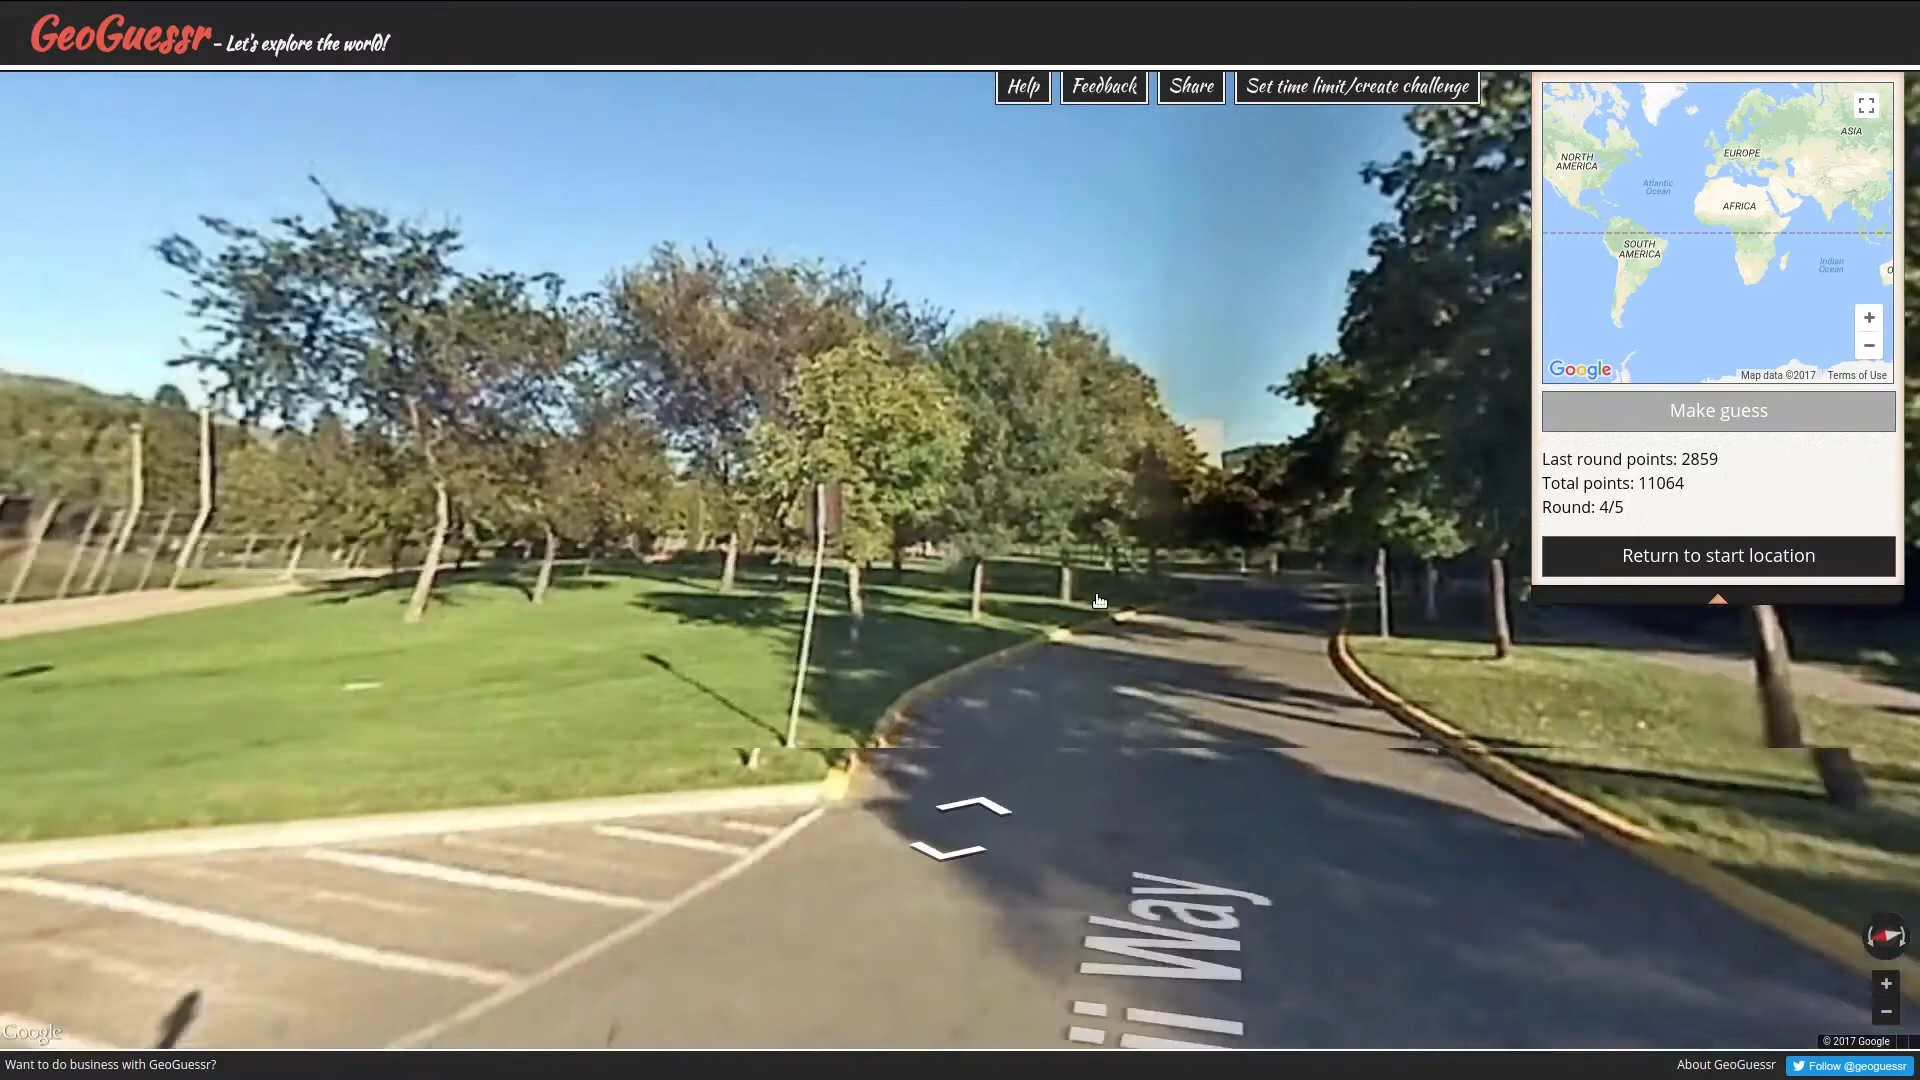 GeoGuessr - Let's explore the world!
Help
Feedback
Share
Set time limit/create challenge
NORTH
AMERICA
Atlantic
Ocean
EUROPE
ASIA
AFRICA
SOUTH
AMERICA
Indian
Ocean
O
+
−
Google
Map data ©2017
Terms of Use
Make guess
Last round points: 2859
Total points: 11064
Round: 4/5
Return to start location
Way
+
−
Google
© 2017 Google
Want to do business with GeoGuessr?
About GeoGuessr
Follow @geoguessr